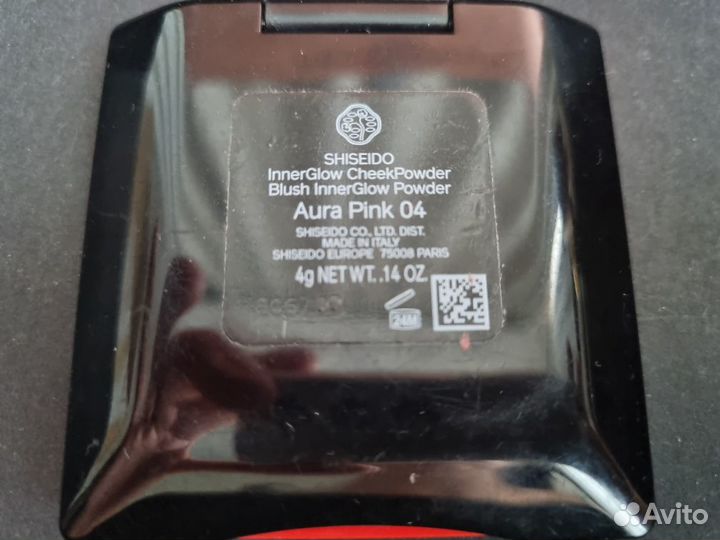 SHISEIDO
InnerGlow CheekPowder
Blush InnerGlow Powder
Aura Pink 04
SHISEIDO CO., LTD. DIST.
MADE IN ITALY
SHISEIDO EUROPE 75008 PARIS
4g NET WT. .14 OZ.
24M
Avito